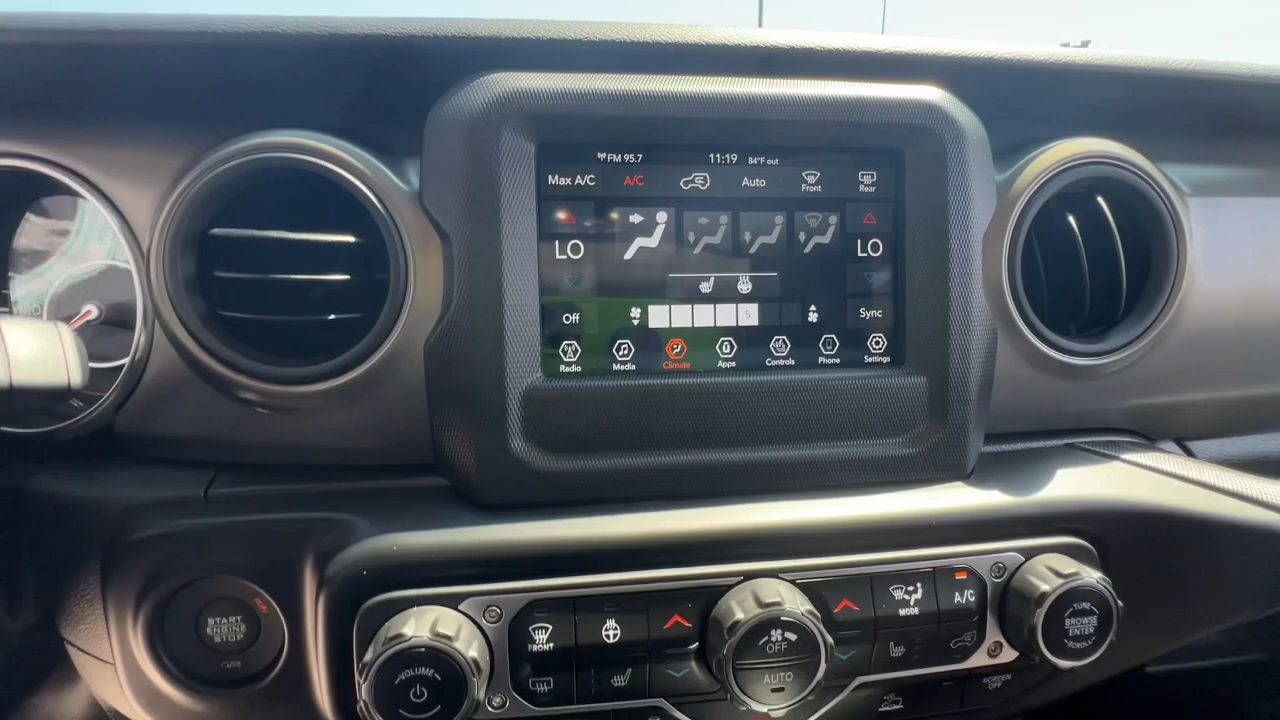 FM 95.7 11:19 84°F out
Max A/C A/C Auto Front Rear
LO LO
Off 5 Sync
Radio Media Climate Apps Controls Phone Settings
RUN
START
ENGINE
STOP
VOLUME
FRONT
OFF
AUTO
MODE
A/C
TUNE
BROWSE
ENTER
SCROLL
SCREEN
OFF